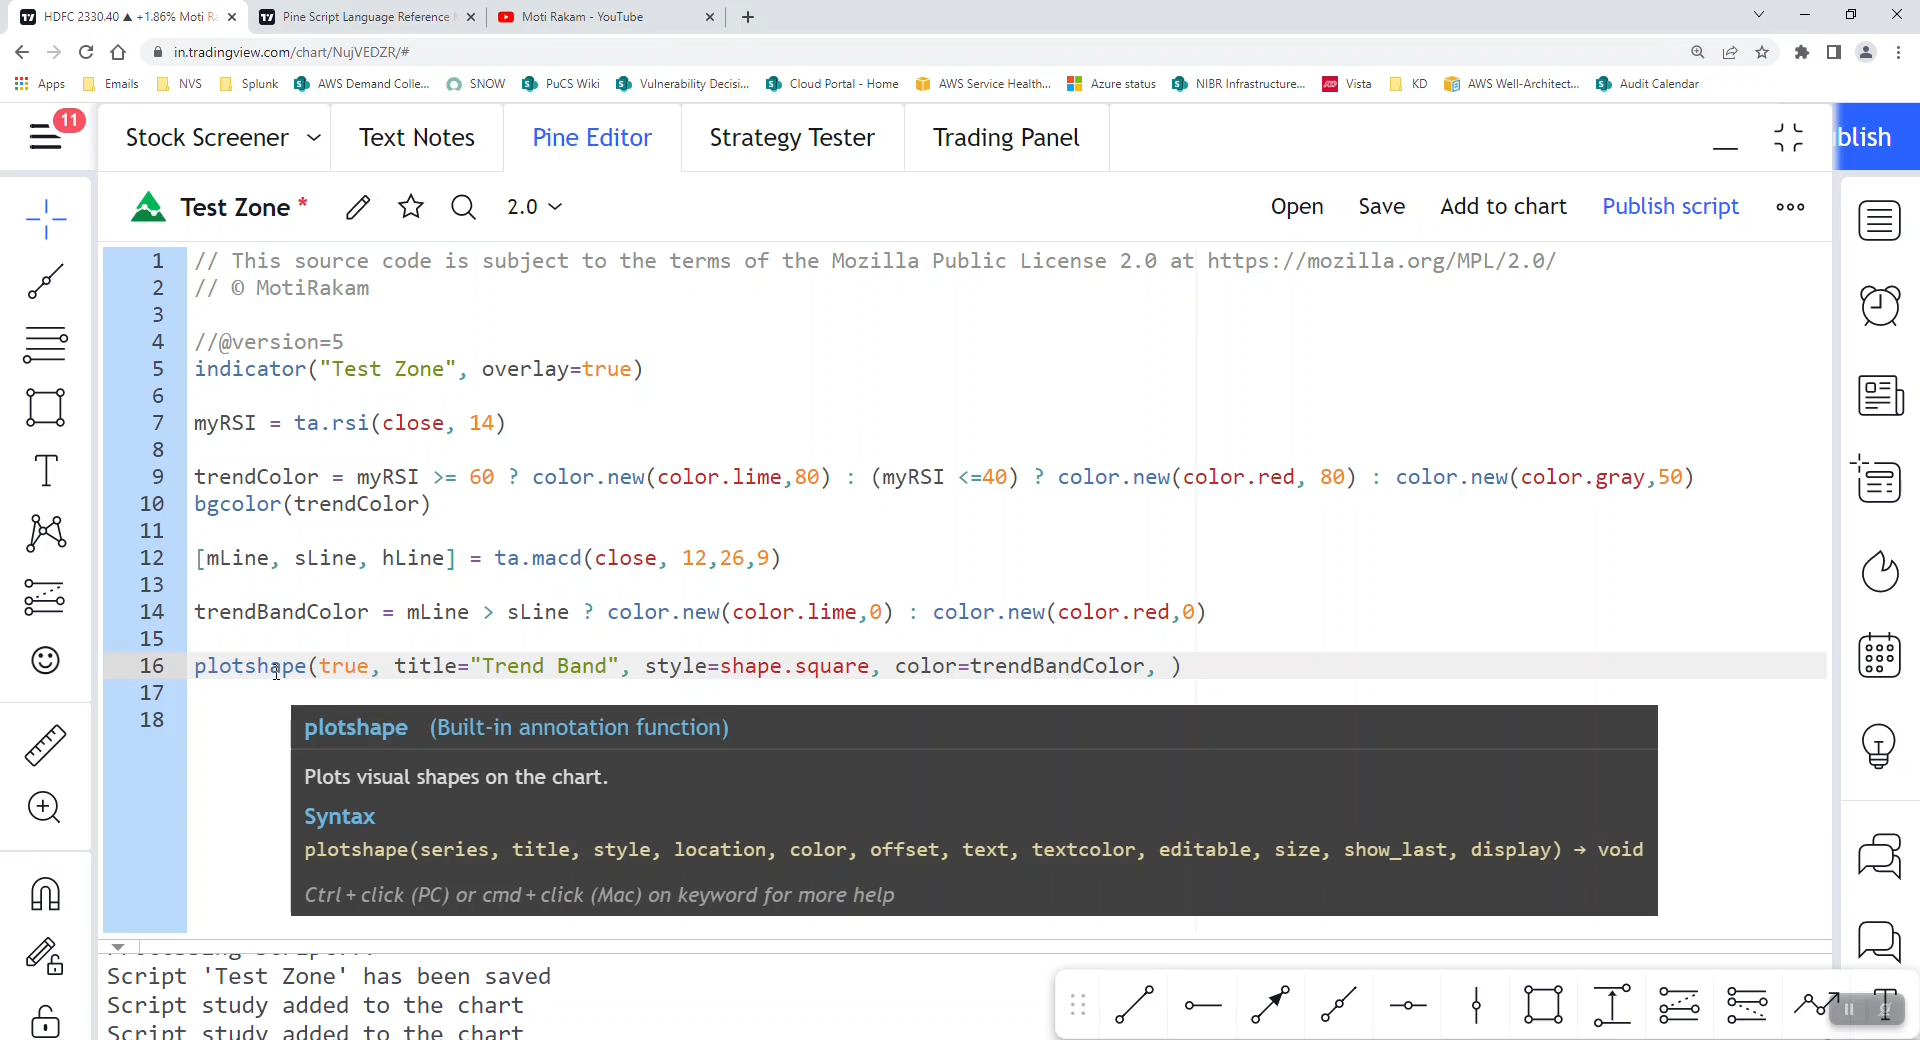 HDFC 2330.40 ▲ +1.86% Moti Ra
Pine Script Language Reference
Moti Rakam - YouTube
in.tradingview.com/chart/NujVEDZR/#
Apps Emails NVS Splunk AWS Demand Colle... SNOW PuCS Wiki Vulnerability Decisi... Cloud Portal - Home AWS Service Health... Azure status NIBR Infrastructure... Vista KD AWS Well-Architect... Audit Calendar
11
Stock Screener Text Notes Pine Editor Strategy Tester Trading Panel
blish
Test Zone * 2.0 Open Save Add to chart Publish script
1 // This source code is subject to the terms of the Mozilla Public License 2.0 at https://mozilla.org/MPL/2.0/
2 // © MotiRakam
3
4 //@version=5
5 indicator("Test Zone", overlay=true)
6
7 myRSI = ta.rsi(close, 14)
8
9 trendColor = myRSI >= 60 ? color.new(color.lime,80) : (myRSI <=40) ? color.new(color.red, 80) : color.new(color.gray,50)
10 bgcolor(trendColor)
11
12 [mLine, sLine, hLine] = ta.macd(close, 12,26,9)
13
14 trendBandColor = mLine > sLine ? color.new(color.lime,0) : color.new(color.red,0)
15
16 plotshape(true, title="Trend Band", style=shape.square, color=trendBandColor, )
17
18
plotshape (Built-in annotation function)
Plots visual shapes on the chart.
Syntax
plotshape(series, title, style, location, color, offset, text, textcolor, editable, size, show_last, display) → void
Ctrl + click (PC) or cmd + click (Mac) on keyword for more help
Script 'Test Zone' has been saved
Script study added to the chart
Script study added to the chart